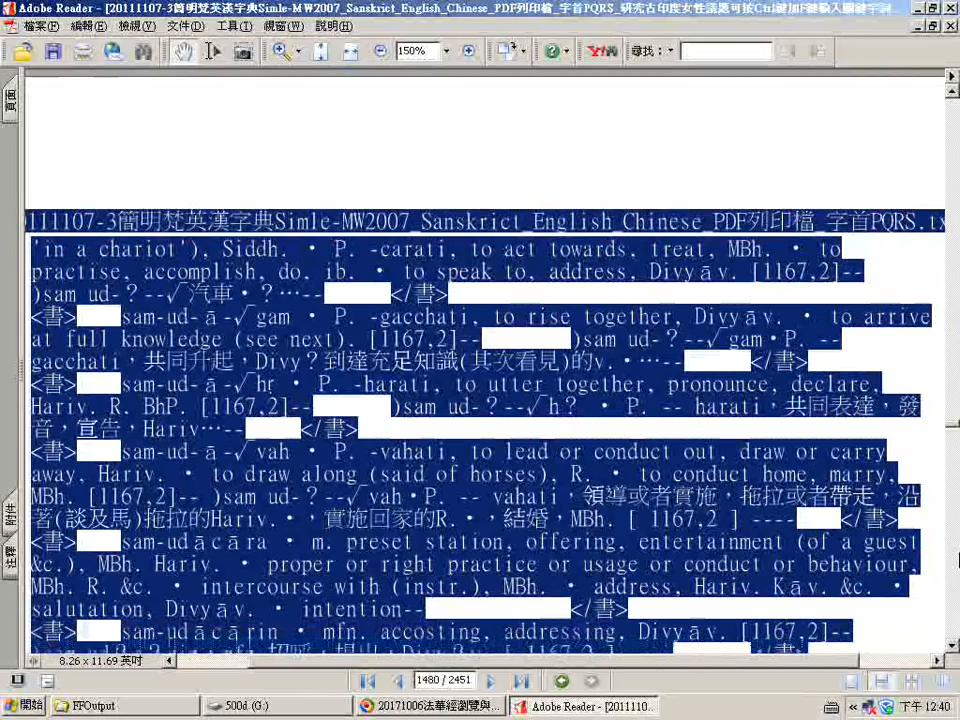 Adobe Reader - [20111107-3簡明梵英漢字典Simle-MW2007_Sanskrict_English_Chinese_PDF列印檔_字首PQRS_研究古印度女性議題可按Ctrl鍵加F鍵輸入關鍵字詞
檔案(F) 編輯(E) 檢視(V) 文件(D) 工具(T) 視窗(W) 說明(H)
150% 尋找:
頁面
附件
注釋
111107-3簡明梵英漢字典Simle-MW2007_Sanskrict_English_Chinese_PDF列印檔_字首PQRS.tx
'in a chariot'), Siddh. • P. -carati, to act towards, treat, MBh. • to
practise, accomplish, do, ib. • to speak to, address, Divyāv. [1167,2]--
)sam ud-？--√汽車•？…-- </書>
<書> sam-ud-ā-√gam • P. -gacchati, to rise together, Divyāv. • to arrive
at full knowledge (see next). [1167,2]-- )sam ud-？--√gam•P. --
gacchati，共同升起，Divy？到達充足知識(其次看見)的v. •…-- </書>
<書> sam-ud-ā-√hṛ • P. -harati, to utter together, pronounce, declare,
Hariv. R. BhP. [1167,2]-- )sam ud-？--√h？ • P. -- harati，共同表達，發
音，宣告，Hariv…-- </書>
<書> sam-ud-ā-√vah • P. -vahati, to lead or conduct out, draw or carry
away, Hariv. • to draw along (said of horses), R. • to conduct home, marry,
MBh. [1167,2]-- )sam ud-？--√vah•P. -- vahati，領導或者實施，拖拉或者帶走，沿
著(談及馬)拖拉的Hariv.•，實施回家的R.•，結婚，MBh. [ 1167,2 ] ---- </書>
<書> sam-udācāra • m. preset station, offering, entertainment (of a guest
&c.), MBh. Hariv. • proper or right practice or usage or conduct or behaviour,
MBh. R. &c. • intercourse with (instr.), MBh. • address, Hariv. Kāv. &c. •
salutation, Divyāv. • intention-- </書>
<書> sam-udācārin • mfn. accosting, addressing, Divyāv. [1167,2]--
8.26 x 11.69 英吋
1480 / 2451
開始 FFOutput 500d (G:) 20171006法華經瀏覽與... Adobe Reader - [2011110... 下午 12:40